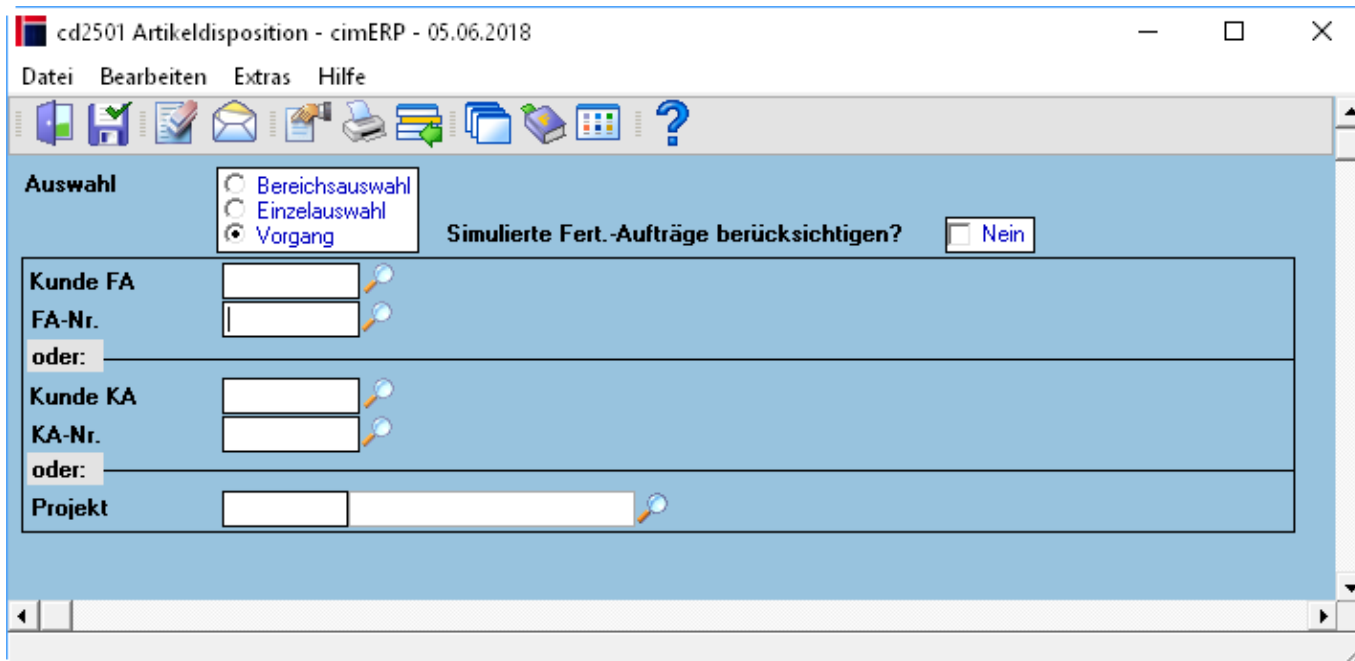 cd2501 Artikeldisposition - cimERP - 05.06.2018
Datei Bearbeiten Extras Hilfe
Auswahl
Bereichsauswahl
Einzelauswahl
Vorgang
Simulierte Fert.-Aufträge berücksichtigen? Nein
Kunde FA
FA-Nr.
oder:
Kunde KA
KA-Nr.
oder:
Projekt